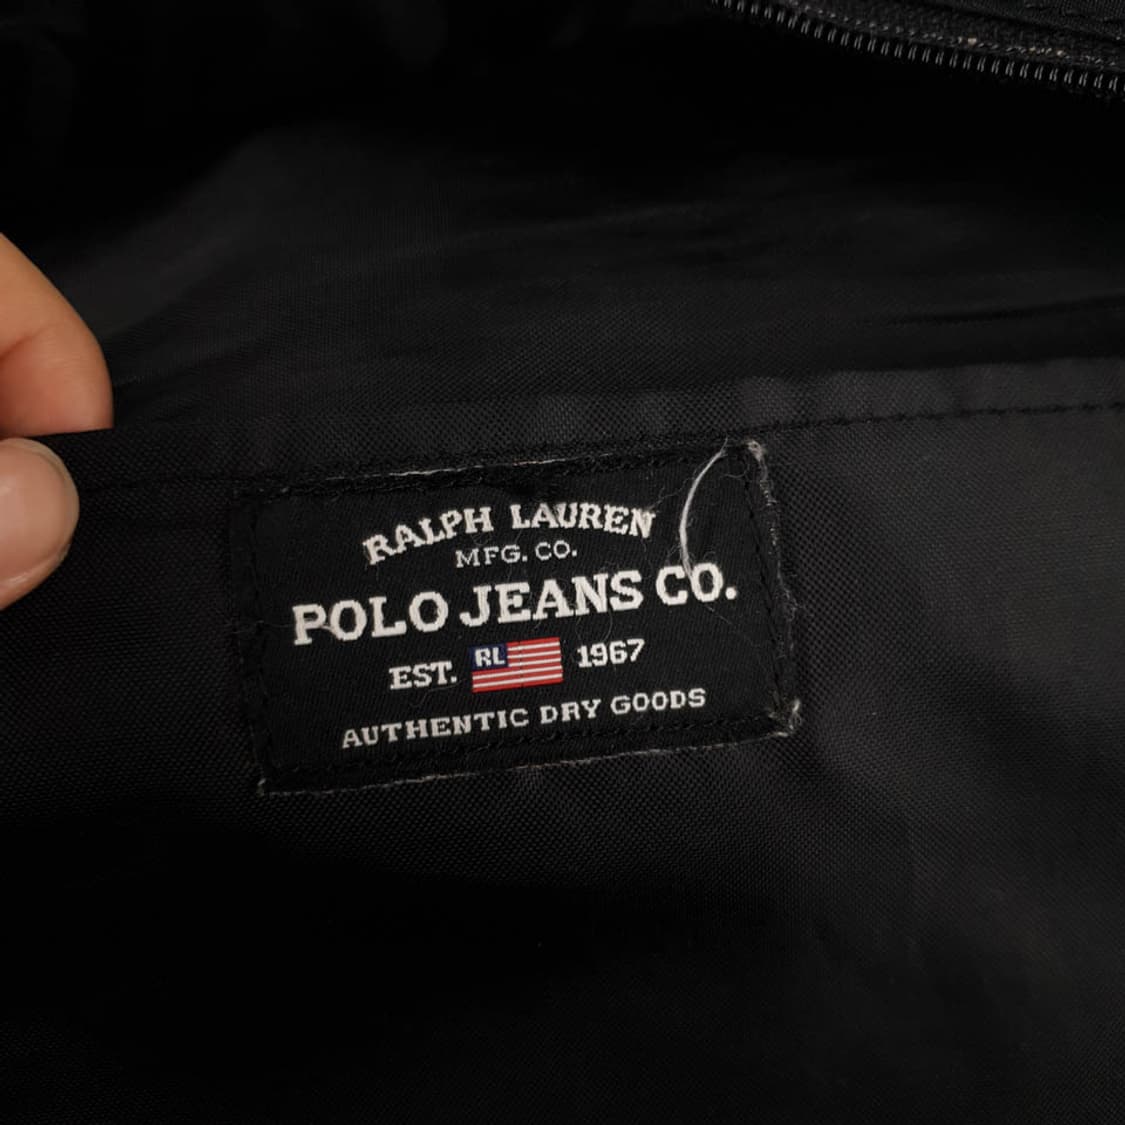 RALPH LAUREN
MFG. CO.
POLO JEANS CO.
EST. RL 1967
AUTHENTIC DRY GOODS